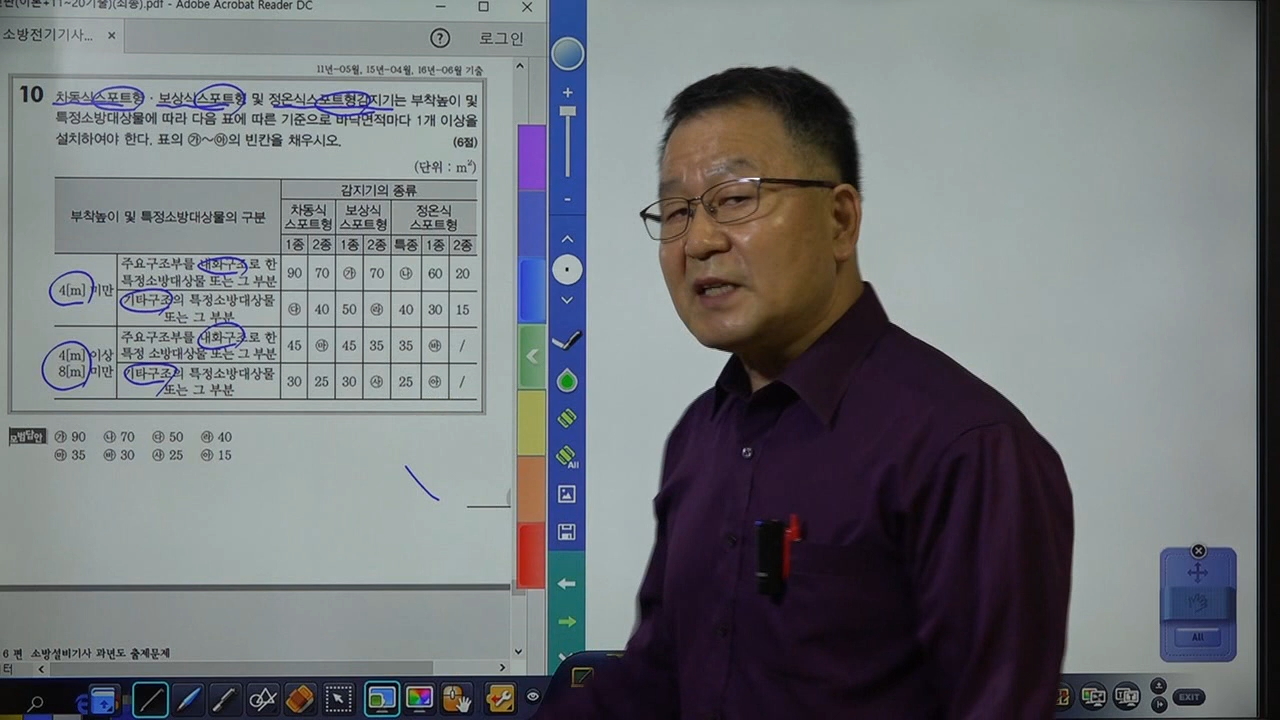 11~20기출)(최종).pdf - Adobe Acrobat Reader DC
소방전기기사... × ? 로그인
11년-05월, 15년-04월, 16년-06월 기출
10 차동식스포트형 · 보상식스포트형 및 정온식스포트형감지기는 부착높이 및
특정소방대상물에 따라 다음 표에 따른 기준으로 바닥면적마다 1개 이상을
설치하여야 한다. 표의 ㉮~㉵의 빈칸을 채우시오. (6점)
(단위 : m²)
부착높이 및 특정소방대상물의 구분 감지기의 종류
차동식 스포트형 보상식 스포트형 정온식 스포트형
1종 2종 1종 2종 특종 1종 2종
4[m] 미만 주요구조부를 내화구조로 한 특정소방대상물 또는 그 부분 90 70 ㉮ 70 ㉯ 60 20
기타구조의 특정소방대상물 또는 그 부분 ㉰ 40 50 ㉱ 40 30 15
4[m] 이상 8[m] 미만 주요구조부를 내화구조로 한 특정 소방대상물 또는 그 부분 45 ㉲ 45 35 35 ㉳ /
기타구조의 특정소방대상물 또는 그 부분 30 25 30 ㉴ 25 ㉵ /
모범답안 ㉮ 90 ㉯ 70 ㉰ 50 ㉱ 40
㉲ 35 ㉳ 30 ㉴ 25 ㉵ 15
6 편 소방설비기사 과년도 출제문제
터
All
All
EXIT